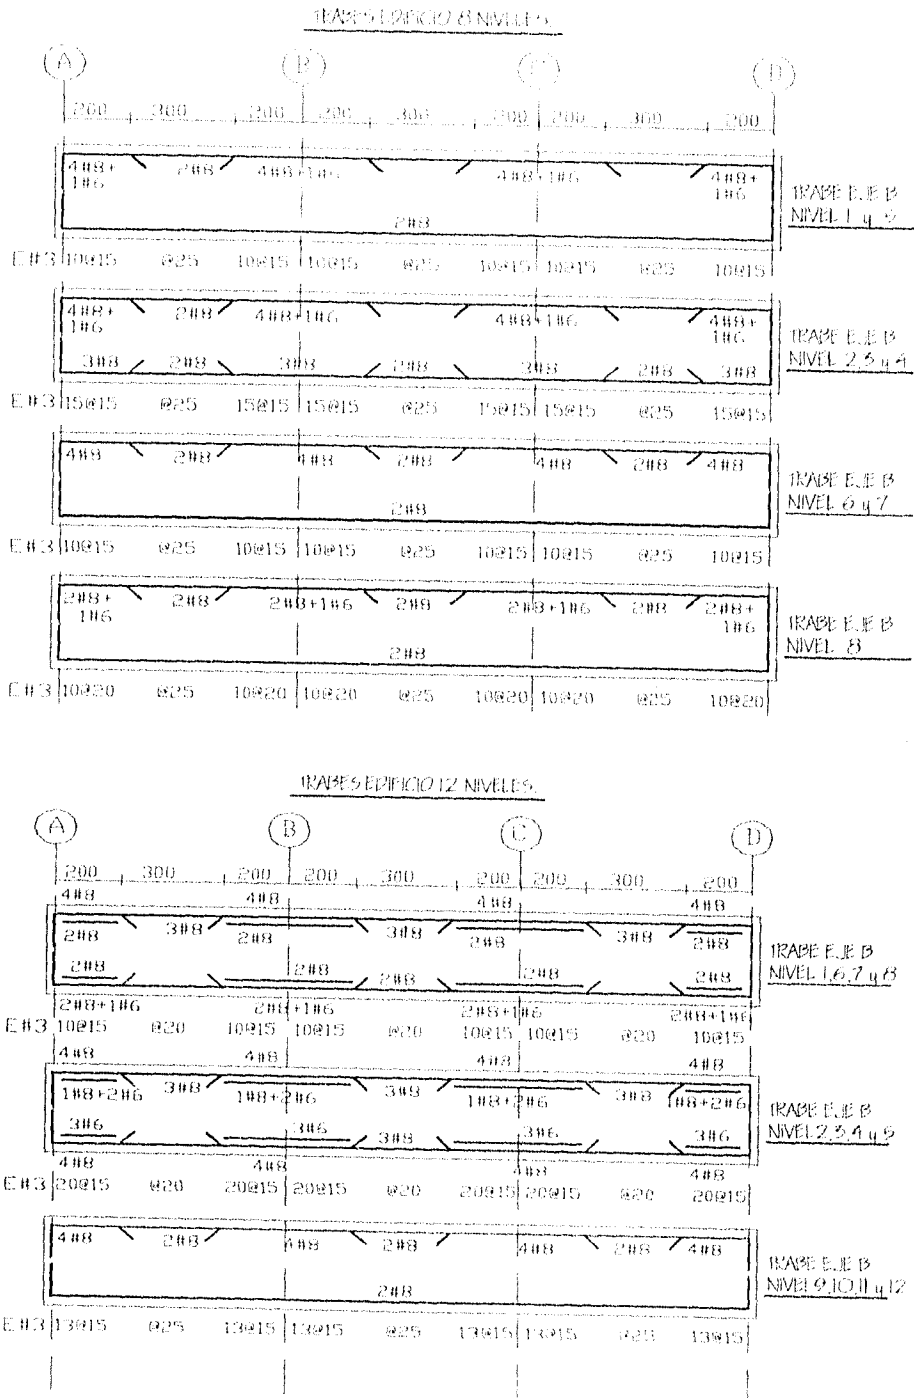 TRABES EDIFICIO 8 NIVELES.
A B C D
200 300 200 200 300 200 200 300 200
4#8+ 2#8 4#8+1#6 4#8+1#6 4#8+
1#6 1#6
2#8
TRABE EJE B
NIVEL 1 y 5
E#3 10@15 @25 10@15 10@15 @25 10@15 10@15 @25 10@15
4#8+ 2#8 4#8+1#6 4#8+1#6 4#8+
1#6 1#6
3#8 2#8 3#8 2#8 3#8 2#8 3#8
TRABE EJE B
NIVEL 2,3 y 4
E#3 15@15 @25 15@15 15@15 @25 15@15 15@15 @25 15@15
4#8 2#8 4#8 2#8 4#8 2#8 4#8
2#8
TRABE EJE B
NIVEL 6 y 7
E#3 10@15 @25 10@15 10@15 @25 10@15 10@15 @25 10@15
2#8+ 2#8 2#8+1#6 2#8 2#8+1#6 2#8 2#8+
1#6 1#6
2#8
TRABE EJE B
NIVEL 8
E#3 10@20 @25 10@20 10@20 @25 10@20 10@20 @25 10@20
TRABES EDIFICIO 12 NIVELES.
A B C D
200 300 200 200 300 200 200 300 200
4#8 4#8 4#8 4#8
2#8 3#8 2#8 3#8 2#8 3#8 2#8
2#8 2#8 2#8 2#8 2#8
TRABE EJE B
NIVEL 1,6,7 y 8
2#8+1#6 2#8+1#6 2#8+1#6 2#8+1#6
E#3 10@15 @20 10@15 10@15 @20 10@15 10@15 @20 10@15
4#8 4#8 4#8 4#8
1#8+2#6 3#8 1#8+2#6 3#8 1#8+2#6 3#8 1#8+2#6
3#6 3#6 3#8 3#6 3#6
TRABE EJE B
NIVEL 2,3,4 y 5
4#8 4#8 4#8 4#8
E#3 20@15 @20 20@15 20@15 @20 20@15 20@15 @20 20@15
4#8 2#8 4#8 2#8 4#8 2#8 4#8
2#8
TRABE EJE B
NIVEL 9,10,11 y 12
E#3 13@15 @25 13@15 13@15 @25 13@15 13@15 @25 13@15